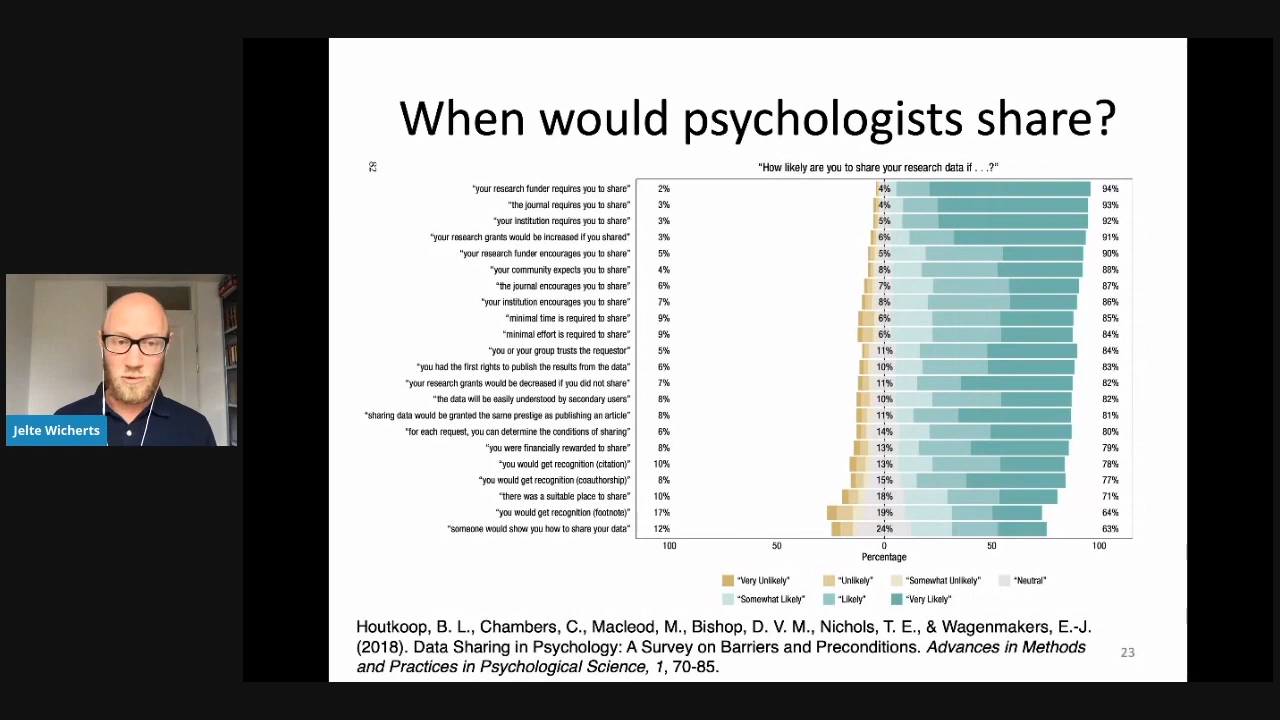 When would psychologists share?
82
"How likely are you to share your research data if . . .?"
"your research funder requires you to share" 2% 4% 94%
"the journal requires you to share" 3% 4% 93%
"your institution requires you to share" 3% 5% 92%
"your research grants would be increased if you shared" 3% 6% 91%
"your research funder encourages you to share" 5% 5% 90%
"your community expects you to share" 4% 8% 88%
"the journal encourages you to share" 6% 7% 87%
"your institution encourages you to share" 7% 8% 86%
"minimal time is required to share" 9% 6% 85%
"minimal effort is required to share" 9% 6% 84%
"you or your group trusts the requestor" 5% 11% 84%
"you had the first rights to publish the results from the data" 6% 10% 83%
"your research grants would be decreased if you did not share" 7% 11% 82%
"the data will be easily understood by secondary users" 8% 10% 82%
"sharing data would be granted the same prestige as publishing an article" 8% 11% 81%
"for each request, you can determine the conditions of sharing" 6% 14% 80%
"you were financially rewarded to share" 8% 13% 79%
"you would get recognition (citation)" 10% 13% 78%
"you would get recognition (coauthorship)" 8% 15% 77%
"there was a suitable place to share" 10% 18% 71%
"you would get recognition (footnote)" 17% 19% 64%
"someone would show you how to share your data" 12% 24% 63%
100 50 0 50 100
Percentage
"Very Unlikely" "Unlikely" "Somewhat Unlikely" "Neutral"
"Somewhat Likely" "Likely" "Very Likely"
Jelte Wicherts
Houtkoop, B. L., Chambers, C., Macleod, M., Bishop, D. V. M., Nichols, T. E., & Wagenmakers, E.-J.
(2018). Data Sharing in Psychology: A Survey on Barriers and Preconditions. Advances in Methods
and Practices in Psychological Science, 1, 70-85.
23